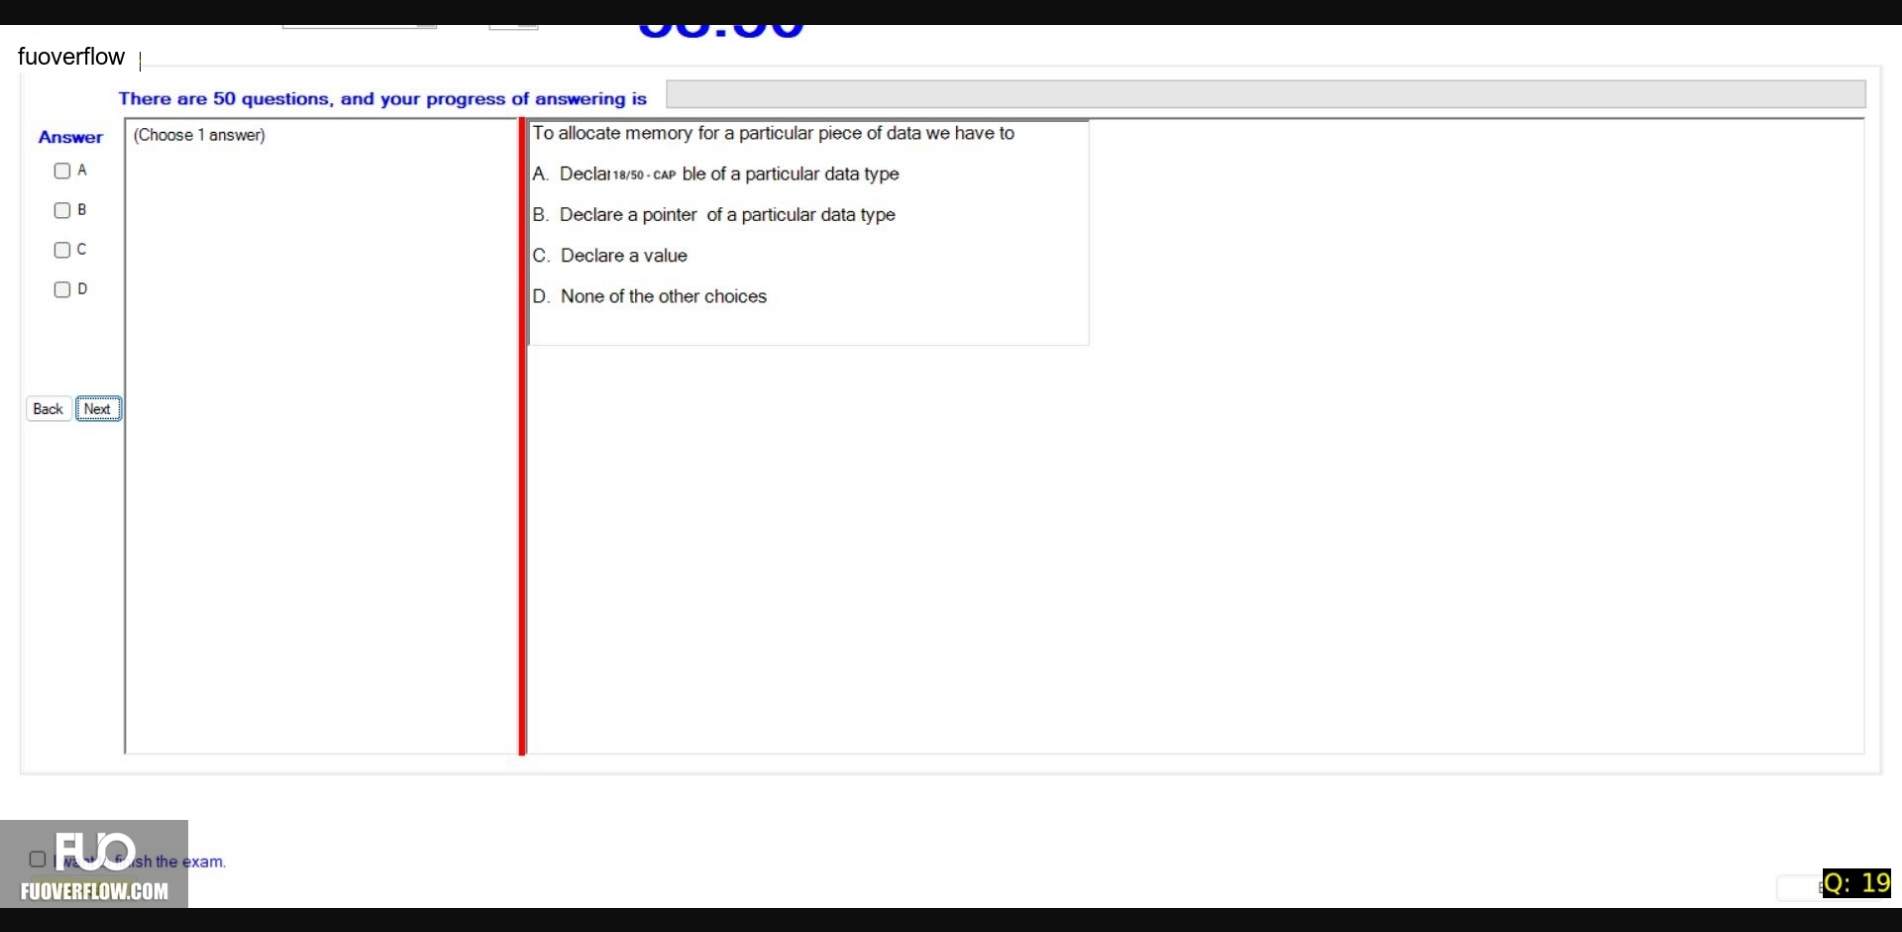 fuoverflow
There are 50 questions, and your progress of answering is
Answer
(Choose 1 answer)
A
B
C
D
Back Next
To allocate memory for a particular piece of data we have to
A. Declar 18/50 - CAP ble of a particular data type
B. Declare a pointer of a particular data type
C. Declare a value
D. None of the other choices
FUO
sh the exam.
FUOVERFLOW.COM
Q: 19